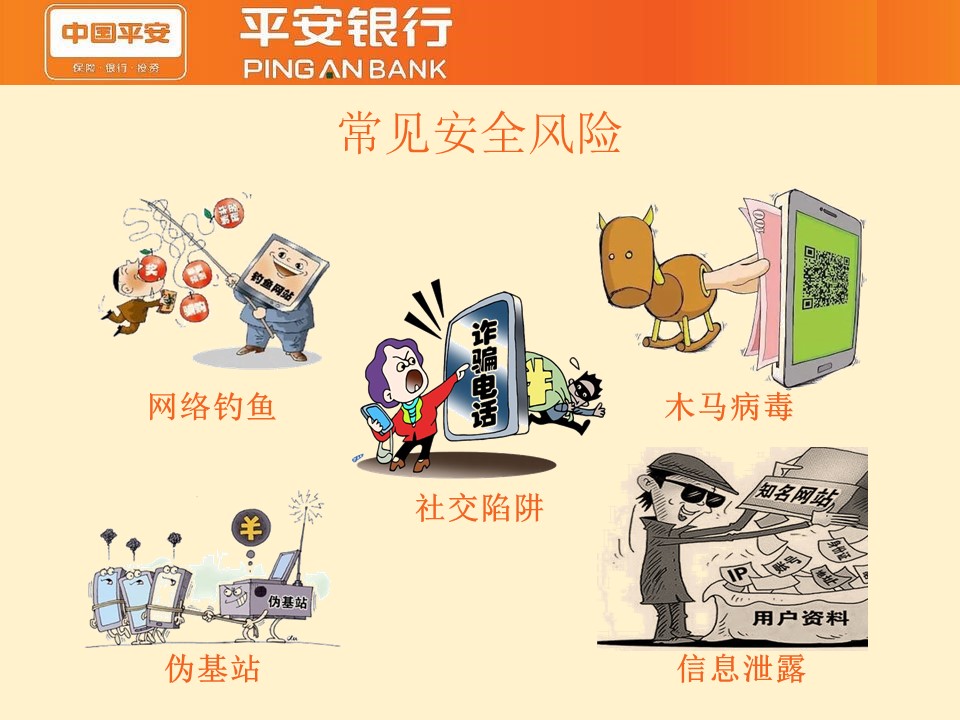 中国平安
保险·银行·投资
平安银行
PING AN BANK
常见安全风险
奖
钓鱼网站
网络钓鱼
诈骗电话
社交陷阱
100
木马病毒
¥
伪基站
伪基站
知名网站
身份证
账号
地址
IP
用户资料
信息泄露